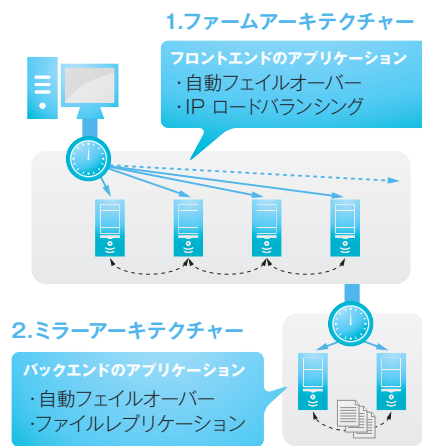 1.ファームアーキテクチャー
フロントエンドのアプリケーション
・自動フェイルオーバー
・IP ロードバランシング
2.ミラーアーキテクチャー
バックエンドのアプリケーション
・自動フェイルオーバー
・ファイルレプリケーション